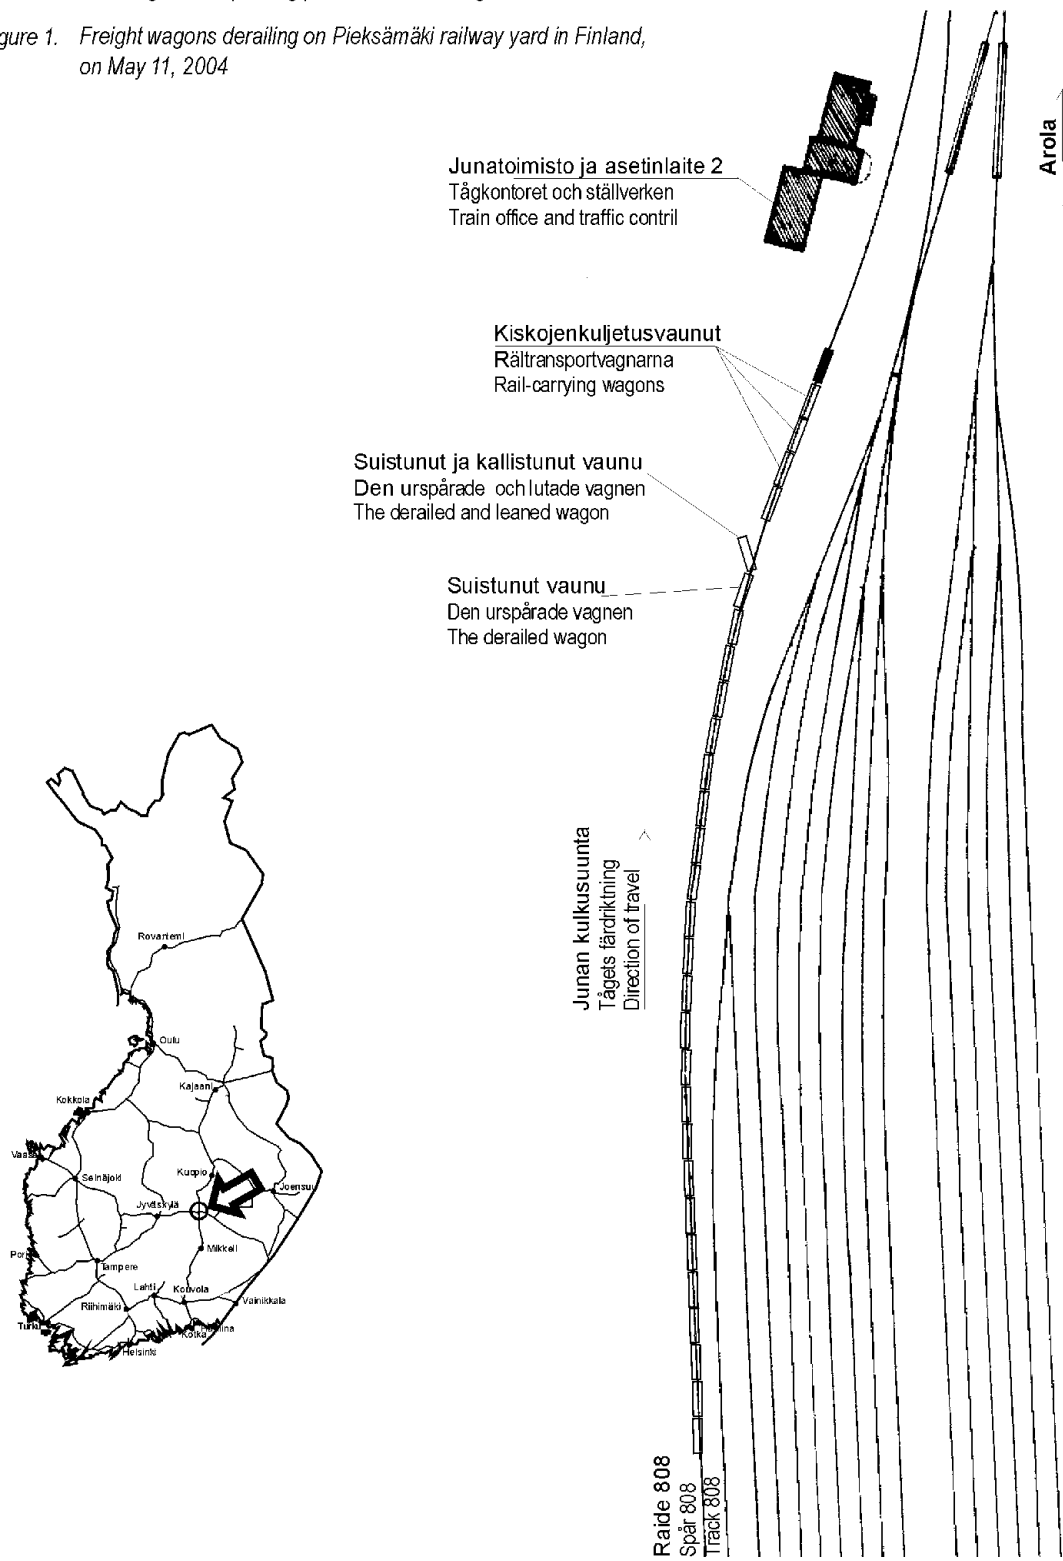 gure 1. Freight wagons derailing on Pieksämäki railway yard in Finland,
on May 11, 2004
Arola
Junatoimisto ja asetinlaite 2
Tågkontoret och ställverken
Train office and traffic contril
Kiskojenkuljetusvaunut
Rältransportvagnarna
Rail-carrying wagons
Suistunut ja kallistunut vaunu
Den urspårade och lutade vagnen
The derailed and leaned wagon
Suistunut vaunu
Den urspårade vagnen
The derailed wagon
Junan kulkusuunta
Tågets färdriktning
Direction of travel
Rovaniemi
Oulu
Kajaani
Kokkola
Vaasa
Seinäjoki
Kuopio
Joensuu
Jyväskylä
Pori
Tampere
Mikkeli
Lahti
Kouvola
Riihimäki
Vainikkala
Turku
Kotka
Helsinki
Raide 808
Spår 808
Track 808